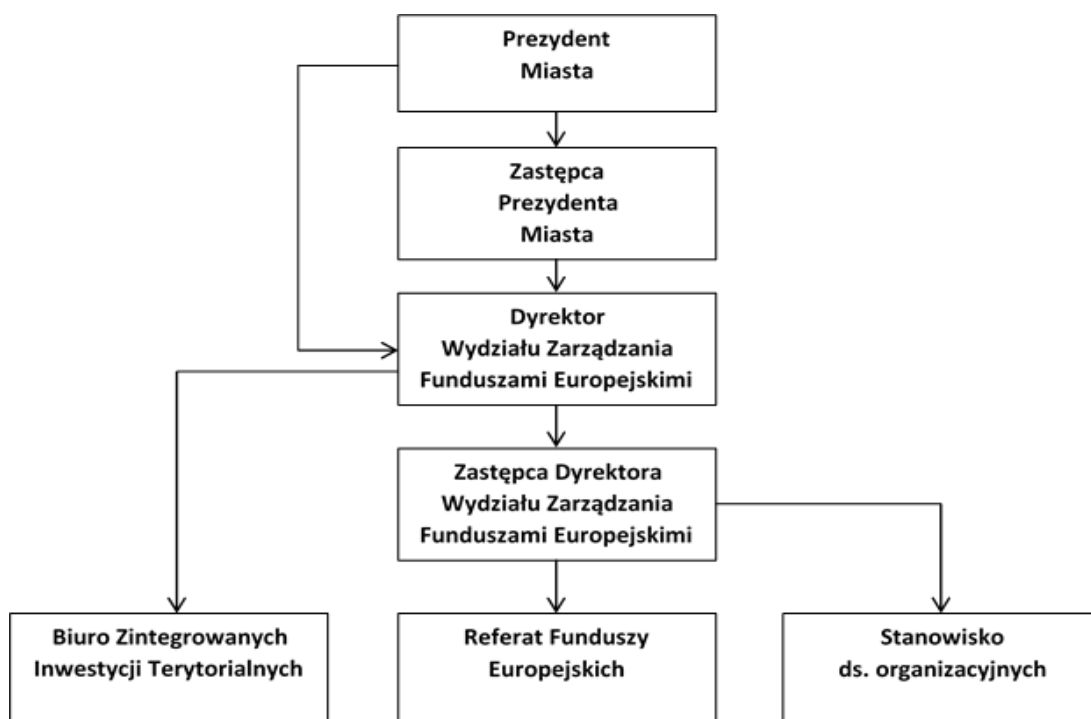 Prezydent
Miasta
Zastępca
Prezydenta
Miasta
Dyrektor
Wydziału Zarządzania
Funduszami Europejskimi
Zastępca Dyrektora
Wydziału Zarządzania
Funduszami Europejskimi
Biuro Zintegrowanych
Inwestycji Terytorialnych
Referat Funduszy
Europejskich
Stanowisko
ds. organizacyjnych